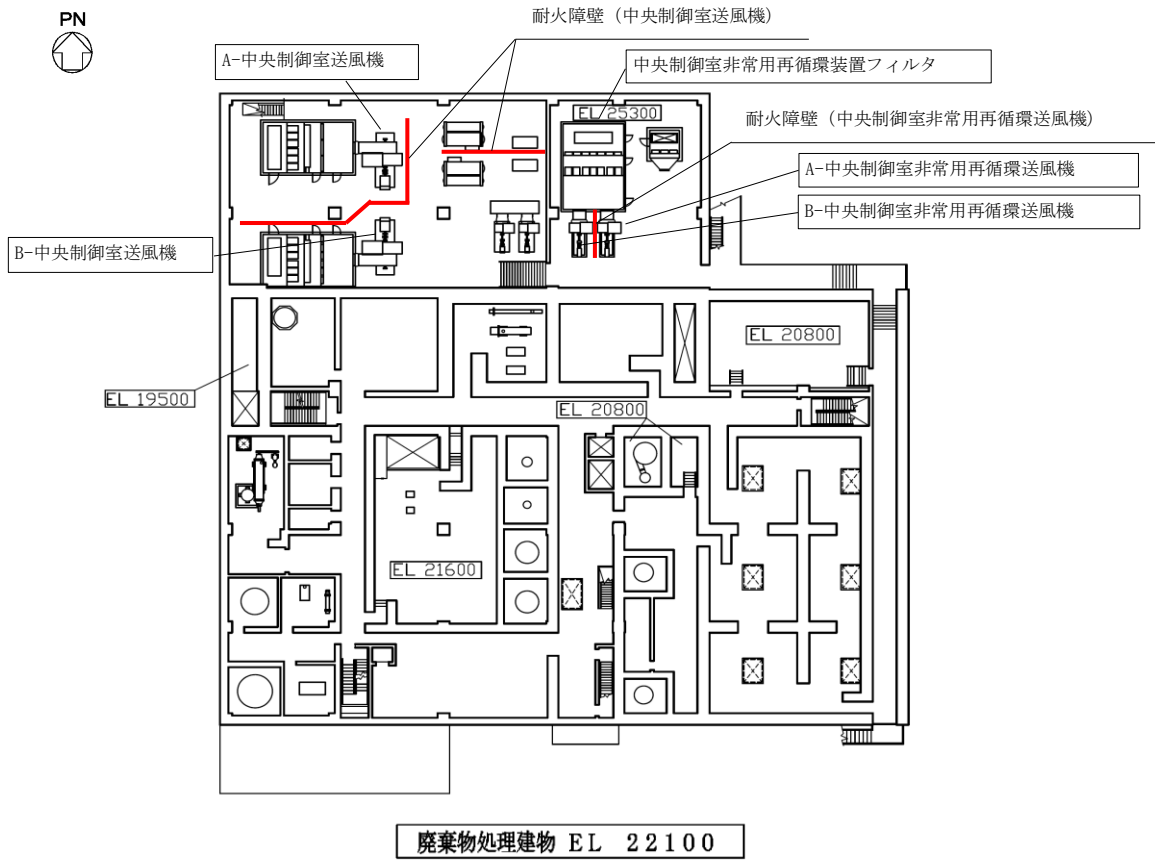 PN
耐火障壁（中央制御室送風機）
A-中央制御室送風機
中央制御室非常用再循環装置フィルタ
EL 25300
耐火障壁（中央制御室非常用再循環送風機）
A-中央制御室非常用再循環送風機
B-中央制御室非常用再循環送風機
B-中央制御室送風機
EL 20800
EL 19500
EL 20800
EL 21600
廃棄物処理建物 EL 22100